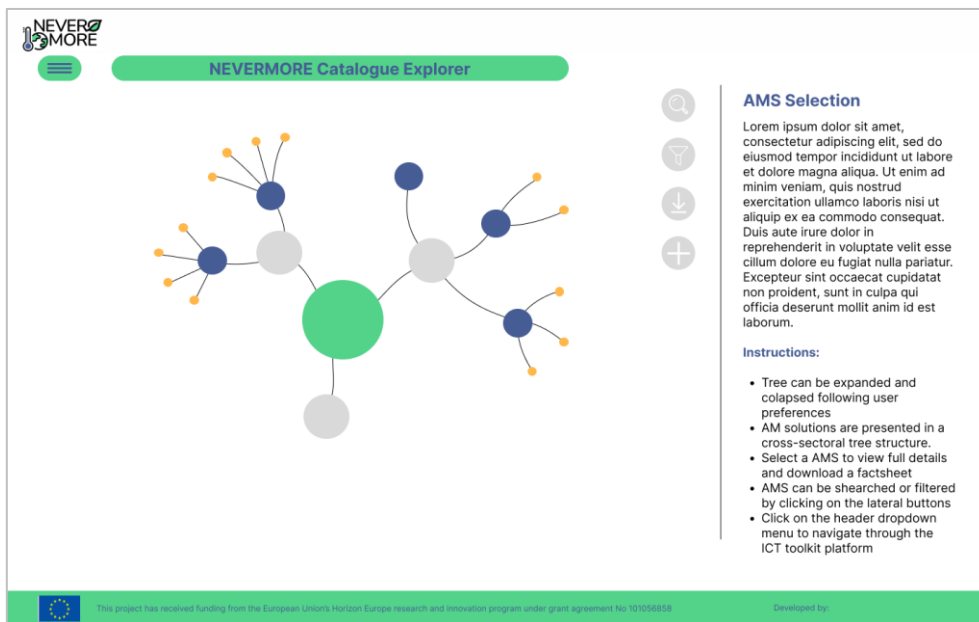 NEVER
MORE
NEVERMORE Catalogue Explorer
AMS Selection
Lorem ipsum dolor sit amet,
consectetur adipiscing elit, sed do
eiusmod tempor incididunt ut labore
et dolore magna aliqua. Ut enim ad
minim veniam, quis nostrud
exercitation ullamco laboris nisi ut
aliquip ex ea commodo consequat.
Duis aute irure dolor in
reprehenderit in voluptate velit esse
cillum dolore eu fugiat nulla pariatur.
Excepteur sint occaecat cupidatat
non proident, sunt in culpa qui
officia deserunt mollit anim id est
laborum.
Instructions:
• Tree can be expanded and
colapsed following user
preferences
• AM solutions are presented in a
cross-sectoral tree structure.
• Select a AMS to view full details
and download a factsheet
• AMS can be shearched or filtered
by clicking on the lateral buttons
• Click on the header dropdown
menu to navigate through the
ICT toolkit platform
This project has received funding from the European Union's Horizon Europe research and innovation program under grant agreement No 101056858
Developed by: